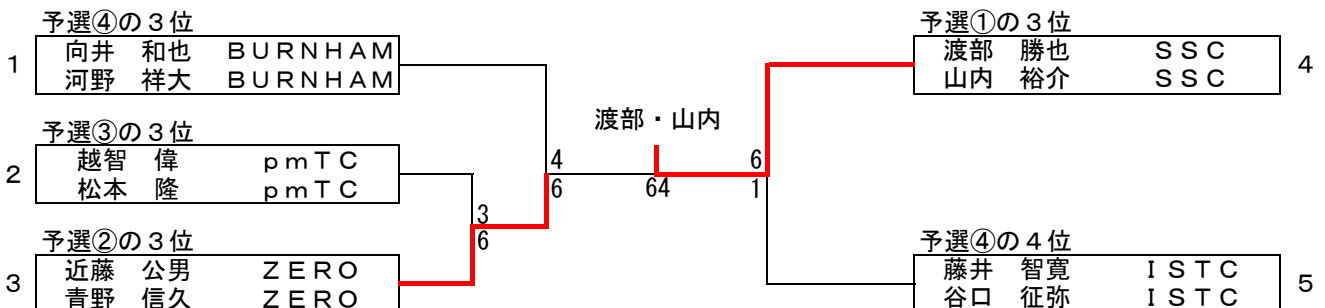 予選④の３位
1
向井　和也　ＢＵＲＮＨＡＭ
河野　祥大　ＢＵＲＮＨＡＭ
予選③の３位
2
越智　偉　ｐｍＴＣ
松本　隆　ｐｍＴＣ
予選②の３位
3
近藤　公男　ＺＥＲＯ
青野　信久　ＺＥＲＯ
3
6
4
6
渡部・山内
64
6
1
予選①の３位
渡部　勝也　ＳＳＣ
山内　裕介　ＳＳＣ
4
予選④の４位
藤井　智寛　ＩＳＴＣ
谷口　征弥　ＩＳＴＣ
5